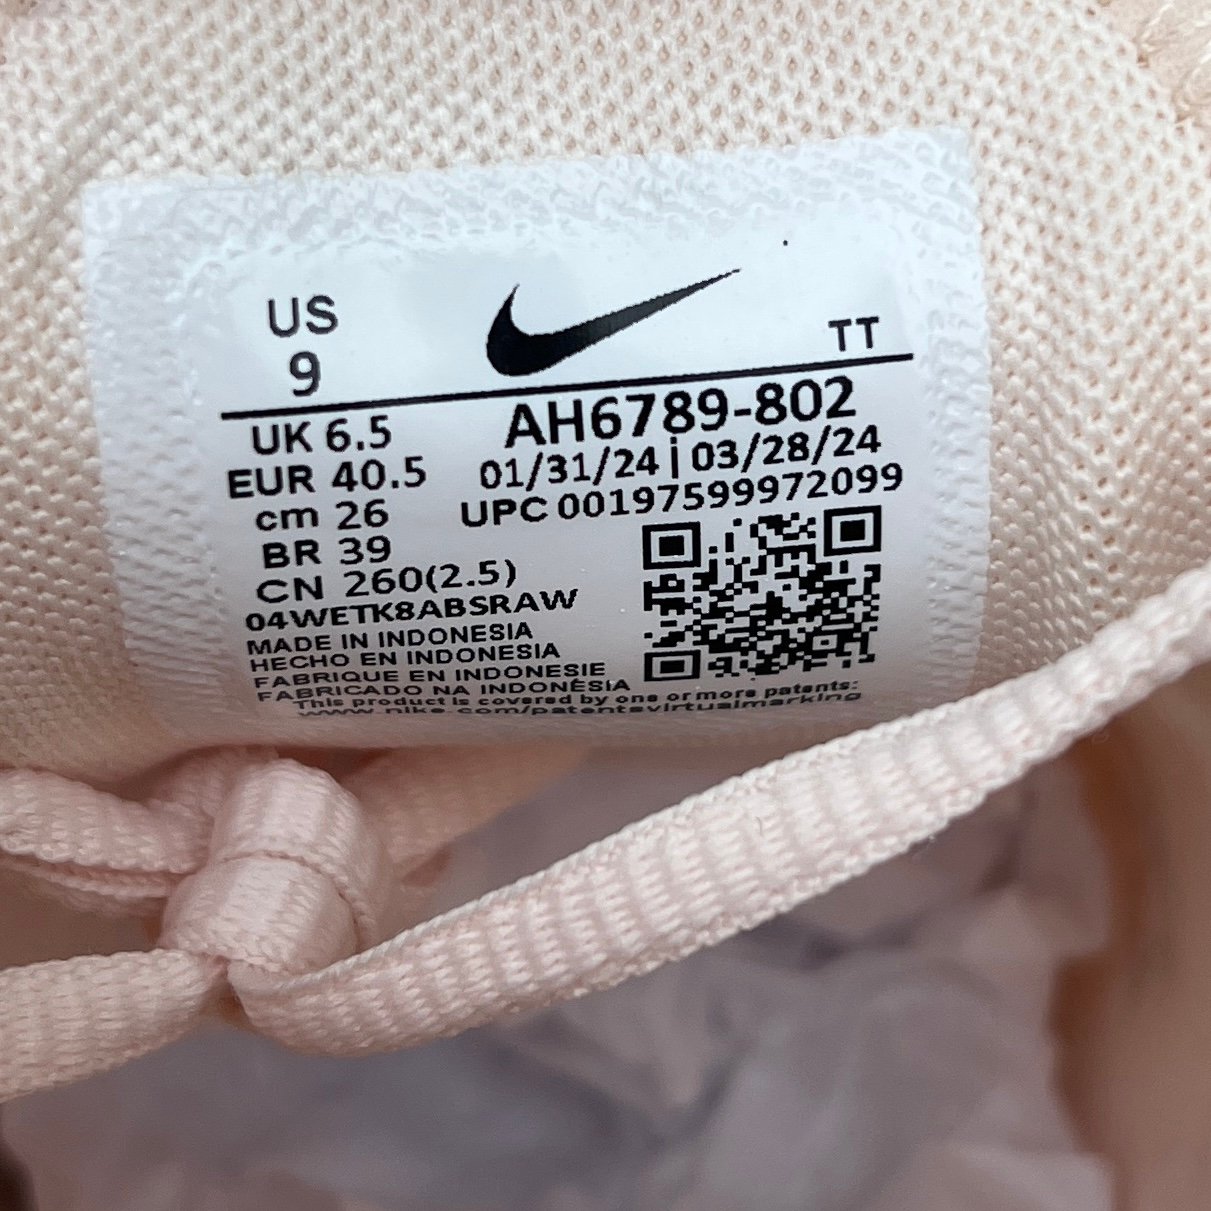 US
9
TT
UK 6.5
EUR 40.5
cm 26
BR 39
CN 260(2.5)
AH6789-802
01/31/24 | 03/28/24
UPC 00197599972099
04WETK8ABSRAW
MADE IN INDONESIA
HECHO EN INDONESIA
FABRIQUE EN INDONESIE
FABRICADO NA INDONÉSIA
This product is covered by one or more patents:
www.nike.com/patentsvirtualmarking